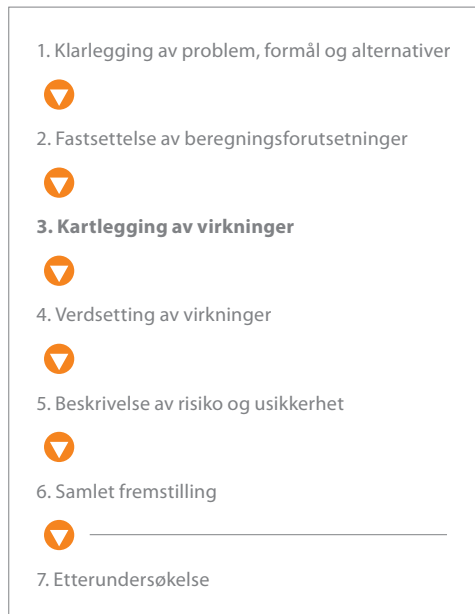 1. Klarlegging av problem, formål og alternativer
2. Fastsettelse av beregningsforutsetninger
3. Kartlegging av virkninger
4. Verdsetting av virkninger
5. Beskrivelse av risiko og usikkerhet
6. Samlet fremstilling
7. Etterundersøkelse